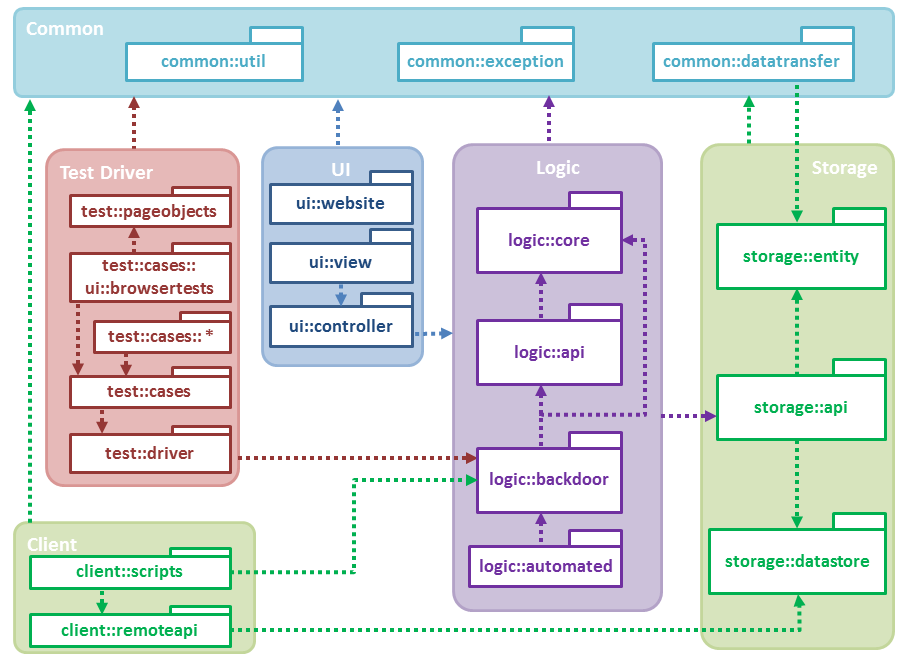 Common
common::util
common::exception
common::datatransfer
Test Driver
test::pageobjects
test::cases::
ui::browsertests
test::cases:: *
test::cases
test::driver
UI
ui::website
ui::view
ui::controller
Logic
logic::core
logic::api
logic::backdoor
logic::automated
Storage
storage::entity
storage::api
storage::datastore
Client
client::scripts
client::remoteapi